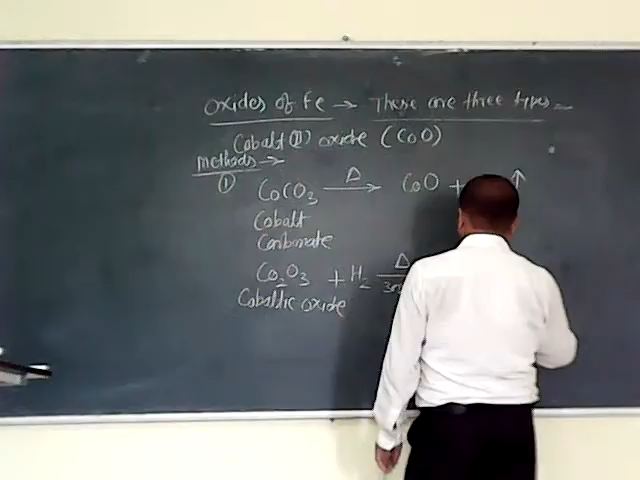 Oxides of Fe → These are three types —
Cobalt (II) oxide (CoO)
Methods →
① CoCO₃ —Δ→ CoO + ↑
Cobalt
Carbonate
Co₂O₃ + H₂ Δ
Cobaltic oxide